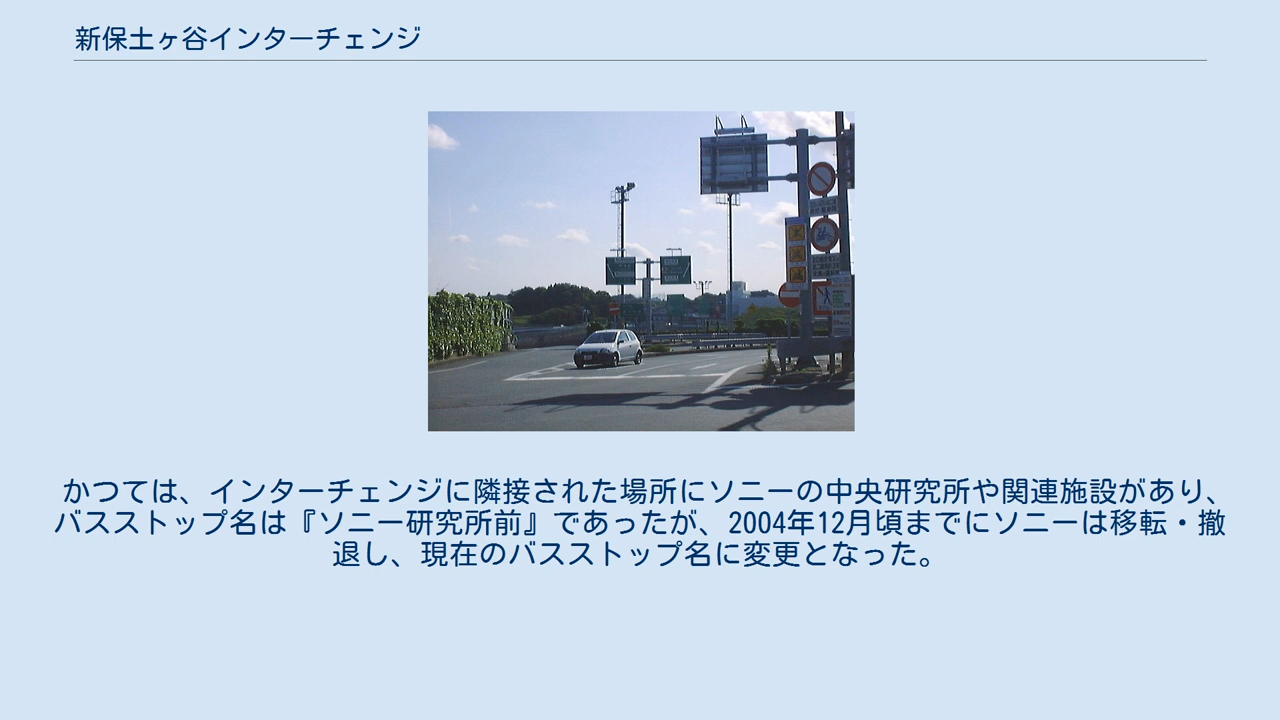 新保土ヶ谷インターチェンジ
かつては、インターチェンジに隣接された場所にソニーの中央研究所や関連施設があり、
バスストップ名は『ソニー研究所前』であったが、2004年12月頃までにソニーは移転・撤
退し、現在のバスストップ名に変更となった。